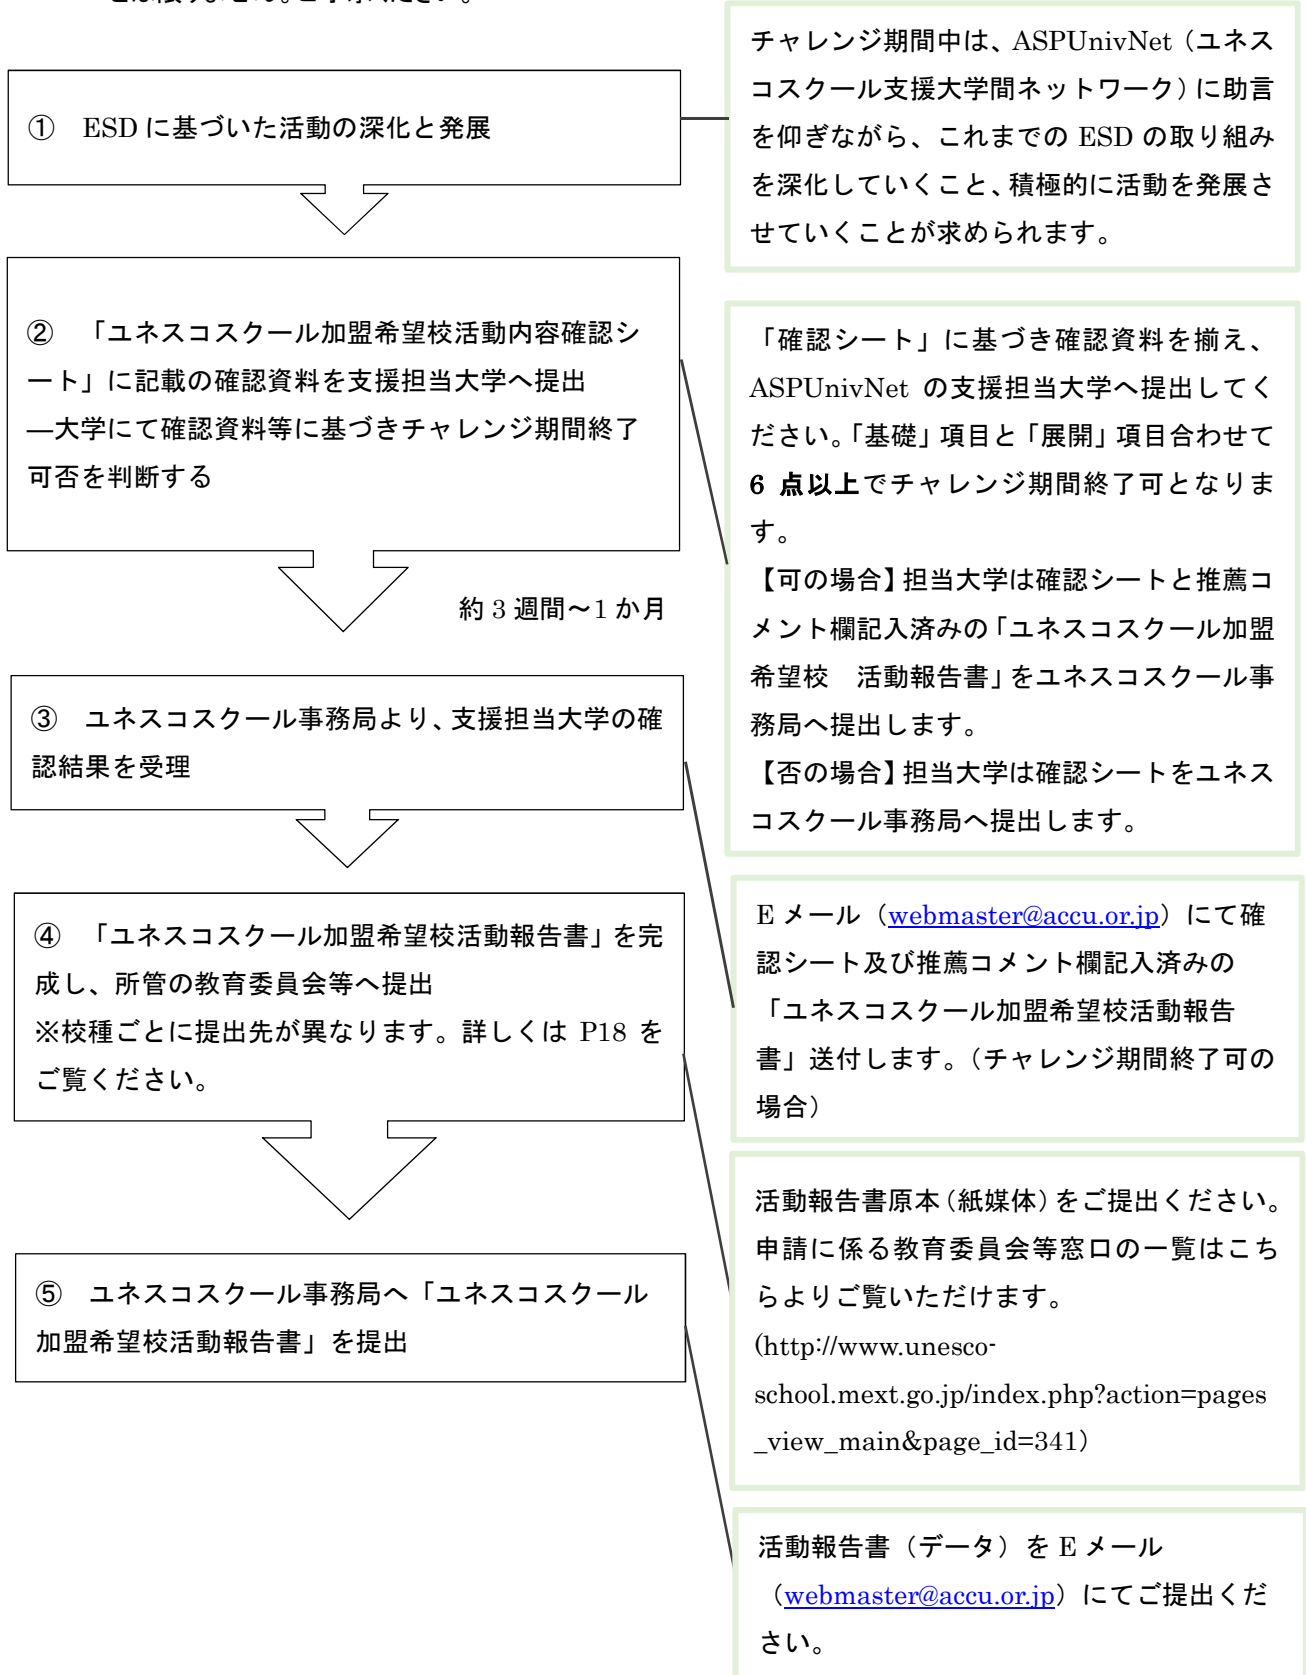 チャレンジ期間中は、ASPUnivNet（ユネス
コスクール支援大学間ネットワーク）に助言
を仰ぎながら、これまでの ESD の取り組み
を深化していくこと、積極的に活動を発展さ
せていくことが求められます。
① ESD に基づいた活動の深化と発展
② 「ユネスコスクール加盟希望校活動内容確認シ
ート」に記載の確認資料を支援担当大学へ提出
―大学にて確認資料等に基づきチャレンジ期間終了
可否を判断する
「確認シート」に基づき確認資料を揃え、
ASPUnivNet の支援担当大学へ提出してく
ださい。「基礎」項目と「展開」項目合わせて
6 点以上でチャレンジ期間終了可となりま
す。
【可の場合】担当大学は確認シートと推薦コ
メント欄記入済みの「ユネスコスクール加盟
希望校　活動報告書」をユネスコスクール事
務局へ提出します。
【否の場合】担当大学は確認シートをユネス
コスクール事務局へ提出します。
約 3 週間～1 か月
③ ユネスコスクール事務局より、支援担当大学の確
認結果を受理
E メール（webmaster@accu.or.jp）にて確
認シート及び推薦コメント欄記入済みの
「ユネスコスクール加盟希望校活動報告
書」送付します。（チャレンジ期間終了可の
場合）
④ 「ユネスコスクール加盟希望校活動報告書」を完
成し、所管の教育委員会等へ提出
※校種ごとに提出先が異なります。詳しくは P18 を
ご覧ください。
活動報告書原本（紙媒体）をご提出ください。
申請に係る教育委員会等窓口の一覧はこち
らよりご覧いただけます。
(http://www.unesco-
school.mext.go.jp/index.php?action=pages
_view_main&page_id=341)
⑤ ユネスコスクール事務局へ「ユネスコスクール
加盟希望校活動報告書」を提出
活動報告書（データ）を E メール
（webmaster@accu.or.jp）にてご提出くだ
さい。